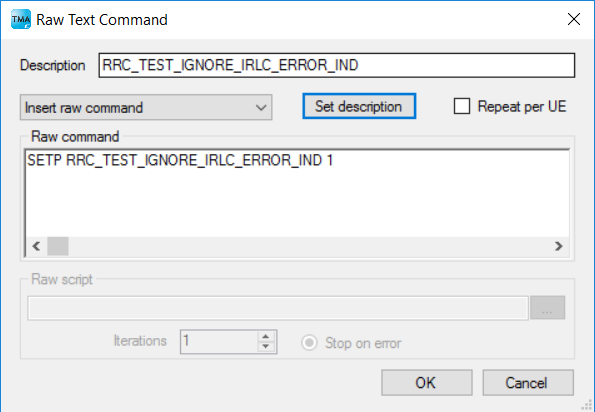 TMA Raw Text Command
Description RRC_TEST_IGNORE_IRLC_ERROR_IND
Insert raw command Set description Repeat per UE
Raw command
SETP RRC_TEST_IGNORE_IRLC_ERROR_IND 1
Raw script
...
Iterations 1 Stop on error
OK Cancel